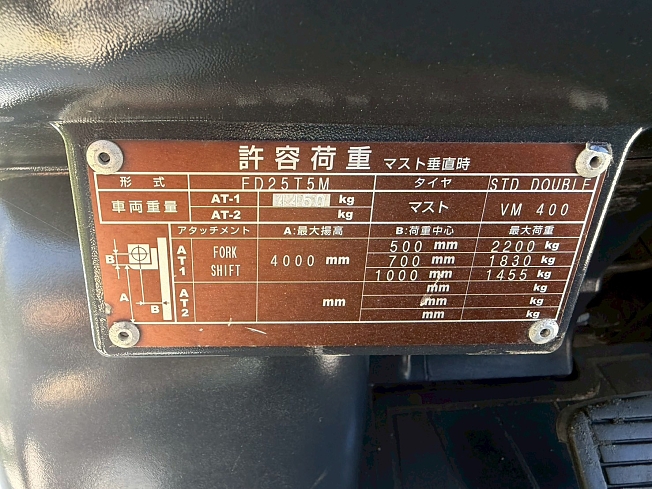 許容荷重 マスト垂直時
形式 FD25T5M タイヤ STD DOUBLE
車両重量 AT-1 kg マスト VM 400
AT-2 kg
アタッチメント A:最大揚高 B:荷重中心 最大荷重
B A B AT1 FORK SHIFT 4000 mm 500 mm 2200 kg
700 mm 1830 kg
1000 mm 1455 kg
AT2 mm mm kg
mm kg
mm kg